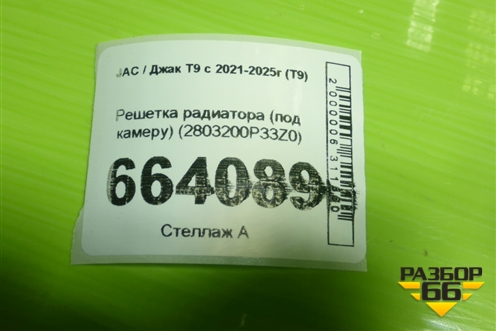 JAC / Джак T9 с 2021-2025г (T9)
Решетка радиатора (под
камеру) (2803200P33Z0)
664089
Стеллаж А
РАЗБОР
66